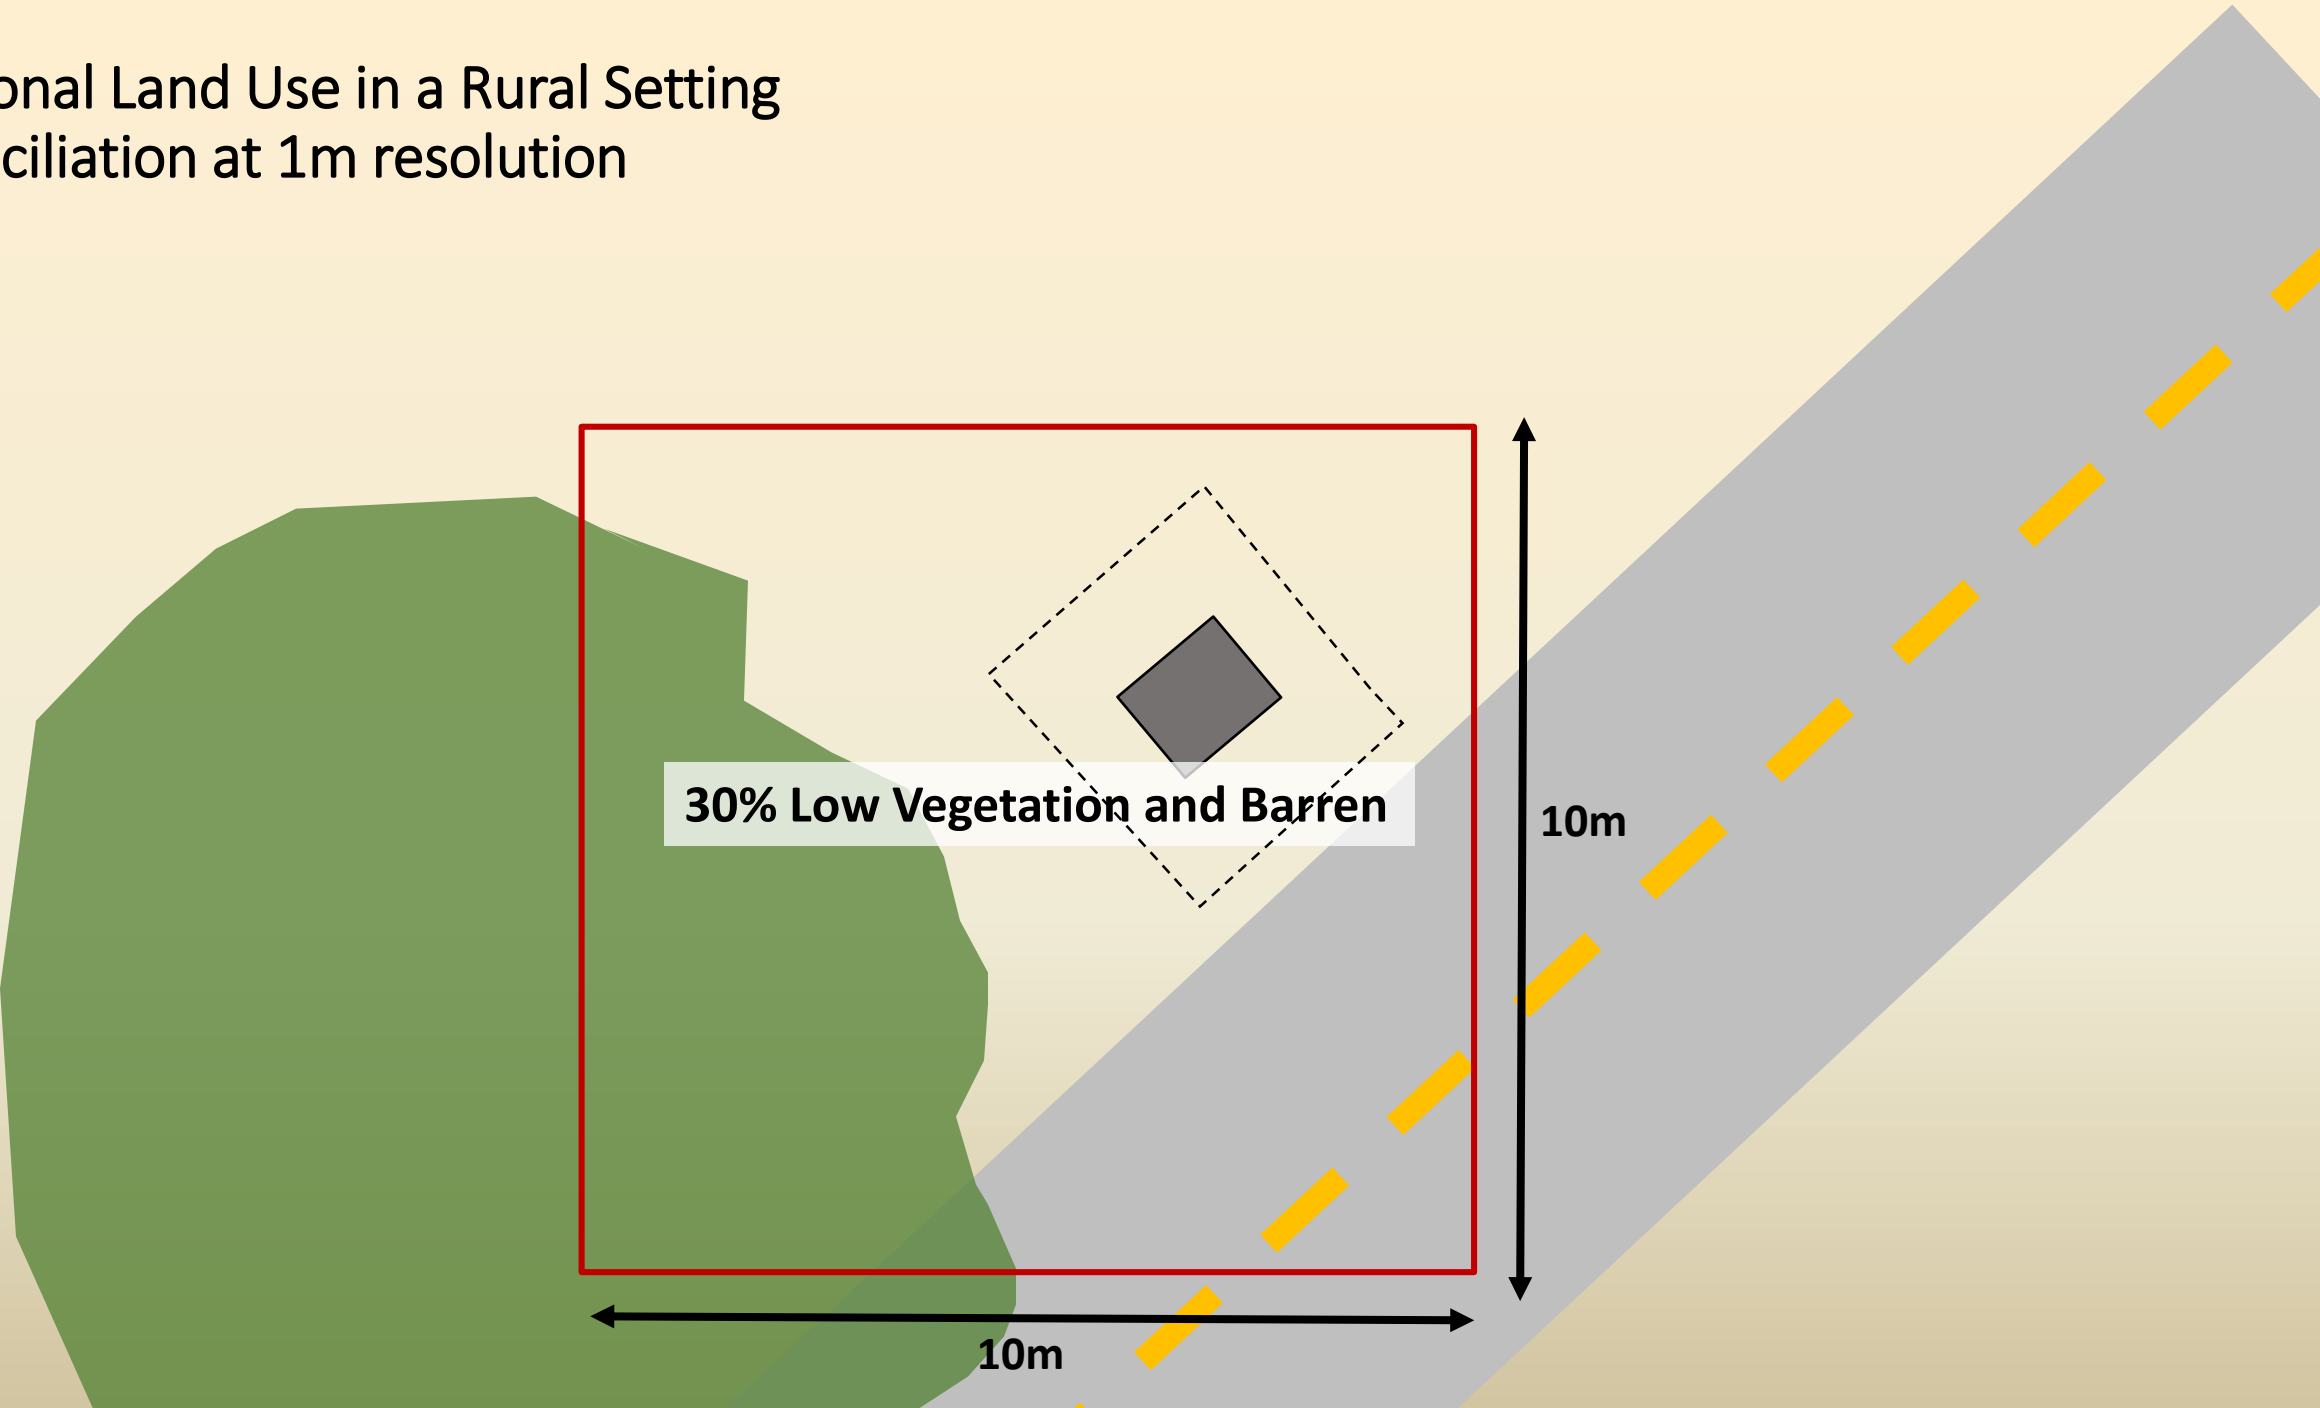 onal Land Use in a Rural Setting
ciliation at 1m resolution
30% Low Vegetation and Barren
10m
10m